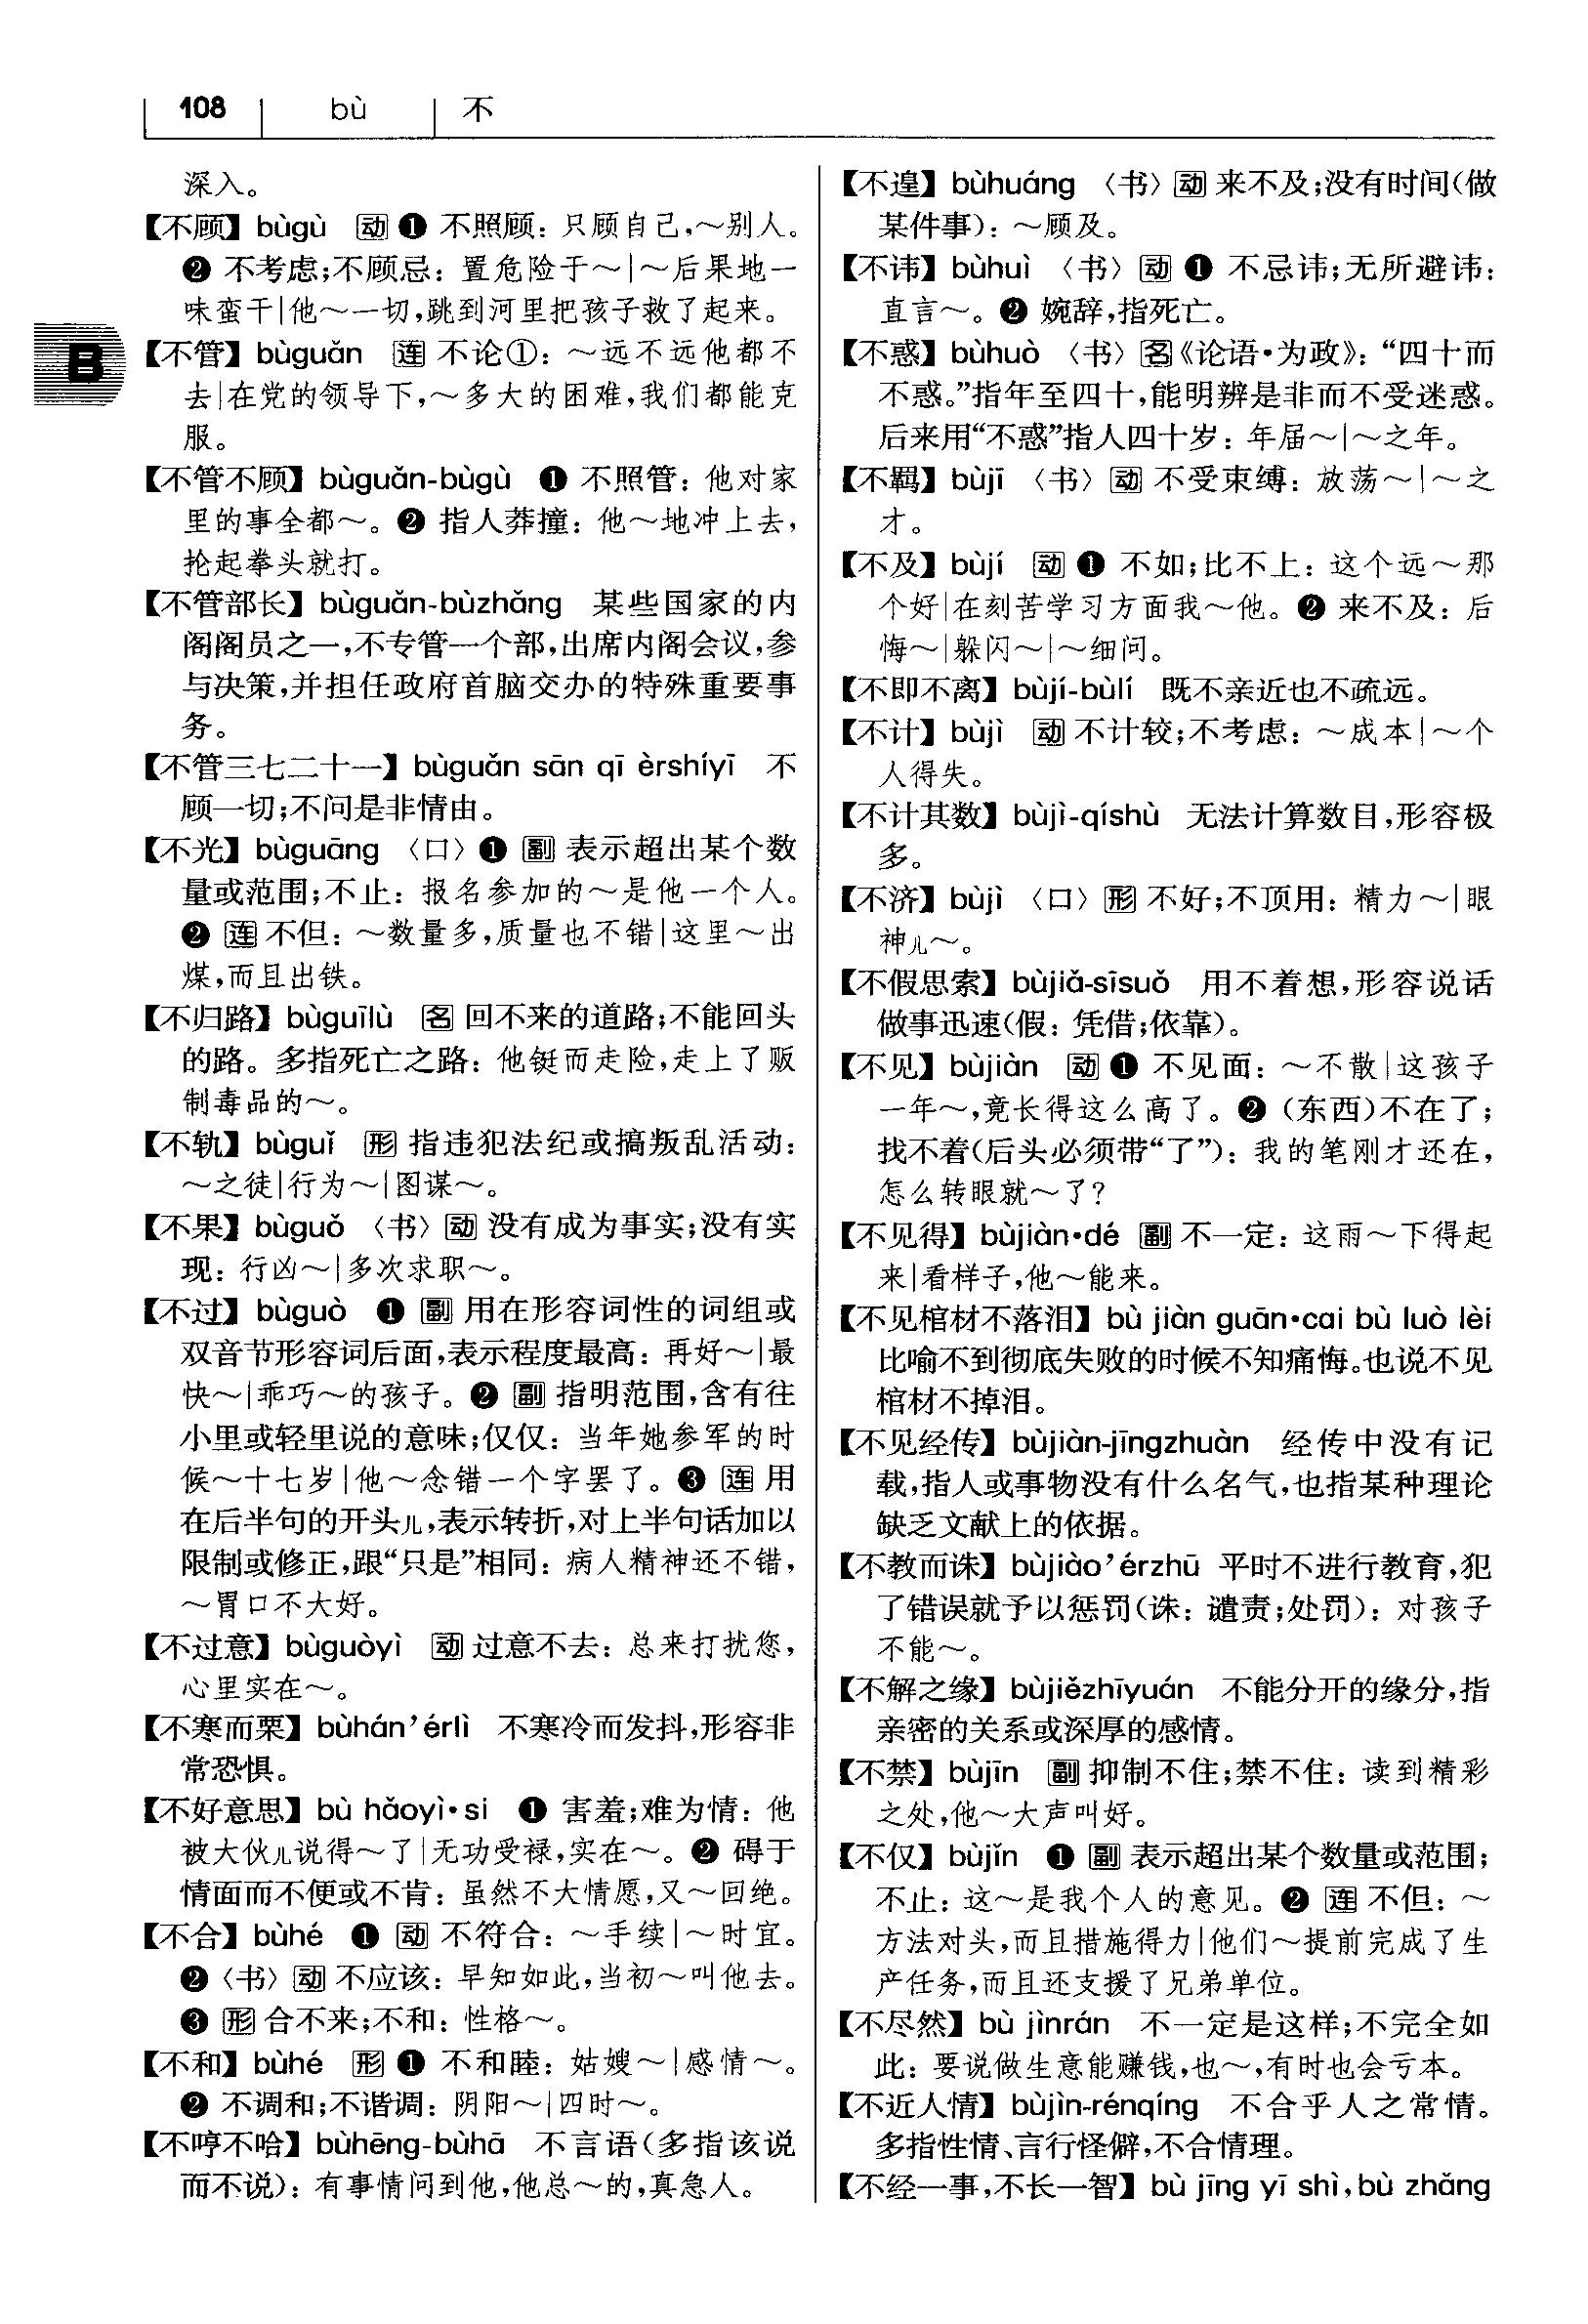 108 bù 不
深入。
【不顾】 bùgù 动 ❶ 不照顾：只顾自己，～别人。
❷ 不考虑；不顾忌：置危险于～|～后果地一
味蛮干|他～一切，跳到河里把孩子救了起来。
B
【不管】 bùguǎn 连 不论①：～远不远他都不
去|在党的领导下，～多大的困难，我们都能克
服。
【不管不顾】 bùguǎn-bùgù ❶ 不照管：他对家
里的事全都～。❷ 指人莽撞：他～地冲上去，
抡起拳头就打。
【不管部长】 bùguǎn-bùzhǎng 某些国家的内
阁阁员之一，不专管一个部，出席内阁会议，参
与决策，并担任政府首脑交办的特殊重要事
务。
【不管三七二十一】 bùguǎn sān qī èrshíyī 不
顾一切；不问是非情由。
【不光】 bùguāng 〈口〉❶ 副 表示超出某个数
量或范围；不止：报名参加的～是他一个人。
❷ 连 不但：～数量多，质量也不错|这里～出
煤，而且出铁。
【不归路】 bùguīlù 名 回不来的道路；不能回头
的路。多指死亡之路：他铤而走险，走上了贩
制毒品的～。
【不轨】 bùguǐ 形 指违犯法纪或搞叛乱活动：
～之徒|行为～|图谋～。
【不果】 bùguǒ 〈书〉动 没有成为事实；没有实
现：行凶～|多次求职～。
【不过】 bùguò ❶ 副 用在形容词性的词组或
双音节形容词后面，表示程度最高：再好～|最
快～|乖巧～的孩子。❷ 副 指明范围，含有往
小里或轻里说的意味；仅仅：当年她参军的时
候～十七岁|他～念错一个字罢了。❸ 连 用
在后半句的开头儿，表示转折，对上半句话加以
限制或修正，跟“只是”相同：病人精神还不错，
～胃口不大好。
【不过意】 bùguòyì 动 过意不去：总来打扰您，
心里实在～。
【不寒而栗】 bùhán’érlì 不寒冷而发抖，形容非
常恐惧。
【不好意思】 bù hǎoyì•si ❶ 害羞；难为情：他
被大伙儿说得～了|无功受禄，实在～。❷ 碍于
情面而不便或不肯：虽然不大情愿，又～回绝。
【不合】 bùhé ❶ 动 不符合：～手续|～时宜。
❷〈书〉动 不应该：早知如此，当初～叫他去。
❸ 形 合不来；不和：性格～。
【不和】 bùhé 形 ❶ 不和睦：姑嫂～|感情～。
❷ 不调和；不谐调：阴阳～|四时～。
【不哼不哈】 bùhēng-bùhā 不言语（多指该说
而不说）：有事情问到他，他总～的，真急人。
【不遑】 bùhuáng 〈书〉动 来不及；没有时间（做
某件事）：～顾及。
【不讳】 bùhuì 〈书〉动 ❶ 不忌讳；无所避讳：
直言～。❷ 婉辞，指死亡。
【不惑】 bùhuò 〈书〉名《论语·为政》：“四十而
不惑。”指年至四十，能明辨是非而不受迷惑。
后来用“不惑”指人四十岁：年届～|～之年。
【不羁】 bùjī 〈书〉动 不受束缚：放荡～|～之
才。
【不及】 bùjí 动 ❶ 不如；比不上：这个远～那
个好|在刻苦学习方面我～他。❷ 来不及：后
悔～|躲闪～|～细问。
【不即不离】 bùjí-bùlí 既不亲近也不疏远。
【不计】 bùjì 动 不计较；不考虑：～成本|～个
人得失。
【不计其数】 bùjì-qíshù 无法计算数目，形容极
多。
【不济】 bùjì 〈口〉形 不好；不顶用：精力～|眼
神儿～。
【不假思索】 bùjiǎ-sīsuǒ 用不着想，形容说话
做事迅速（假：凭借；依靠）。
【不见】 bùjiàn 动 ❶ 不见面：～不散|这孩子
一年～，竟长得这么高了。❷（东西）不在了；
找不着（后头必须带“了”）：我的笔刚才还在，
怎么转眼就～了？
【不见得】 bùjiàn•dé 副 不一定：这雨～下得起
来|看样子，他～能来。
【不见棺材不落泪】 bù jiàn guān•cai bù luò lèi
比喻不到彻底失败的时候不知痛悔。也说不见
棺材不掉泪。
【不见经传】 bùjiàn-jīngzhuàn 经传中没有记
载，指人或事物没有什么名气，也指某种理论
缺乏文献上的依据。
【不教而诛】 bùjiào’érzhū 平时不进行教育，犯
了错误就予以惩罚（诛：谴责；处罚）：对孩子
不能～。
【不解之缘】 bùjiězhīyuán 不能分开的缘分，指
亲密的关系或深厚的感情。
【不禁】 bùjīn 副 抑制不住；禁不住：读到精彩
之处，他～大声叫好。
【不仅】 bùjǐn ❶ 副 表示超出某个数量或范围；
不止：这～是我个人的意见。❷ 连 不但：～
方法对头，而且措施得力|他们～提前完成了生
产任务，而且还支援了兄弟单位。
【不尽然】 bù jìnrán 不一定是这样；不完全如
此：要说做生意能赚钱，也～，有时也会亏本。
【不近人情】 bùjìn-rénqíng 不合乎人之常情。
多指性情、言行怪僻，不合情理。
【不经一事，不长一智】 bù jīng yī shì，bù zhǎng